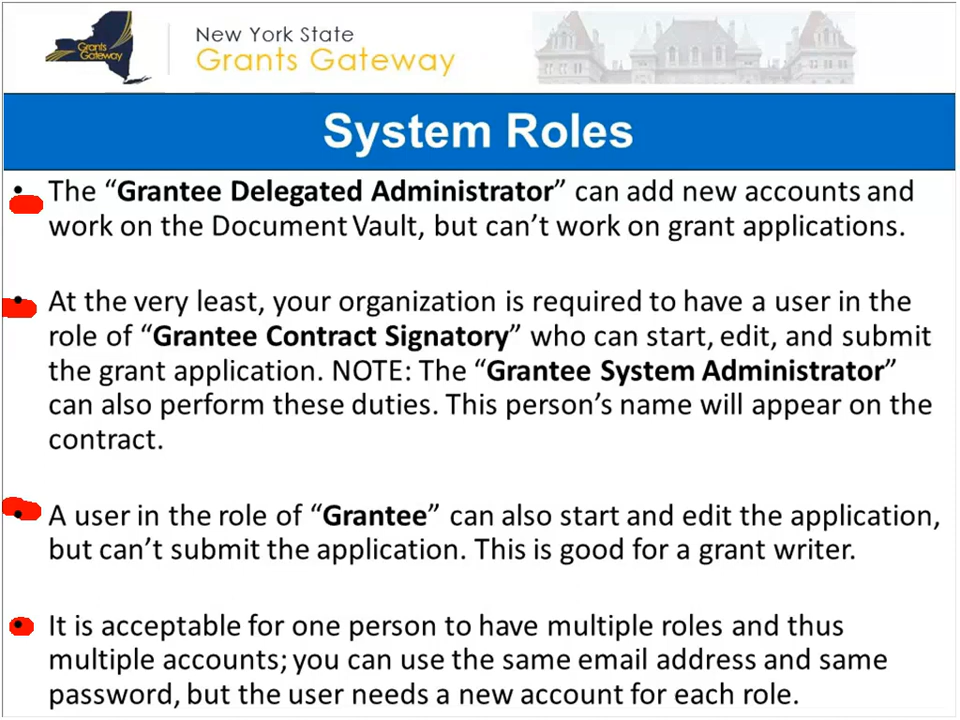 Grants
Gateway
New York State
Grants Gateway
System Roles
• The “Grantee Delegated Administrator” can add new accounts and
work on the Document Vault, but can’t work on grant applications.
• At the very least, your organization is required to have a user in the
role of “Grantee Contract Signatory” who can start, edit, and submit
the grant application. NOTE: The “Grantee System Administrator”
can also perform these duties. This person’s name will appear on the
contract.
• A user in the role of “Grantee” can also start and edit the application,
but can’t submit the application. This is good for a grant writer.
• It is acceptable for one person to have multiple roles and thus
multiple accounts; you can use the same email address and same
password, but the user needs a new account for each role.